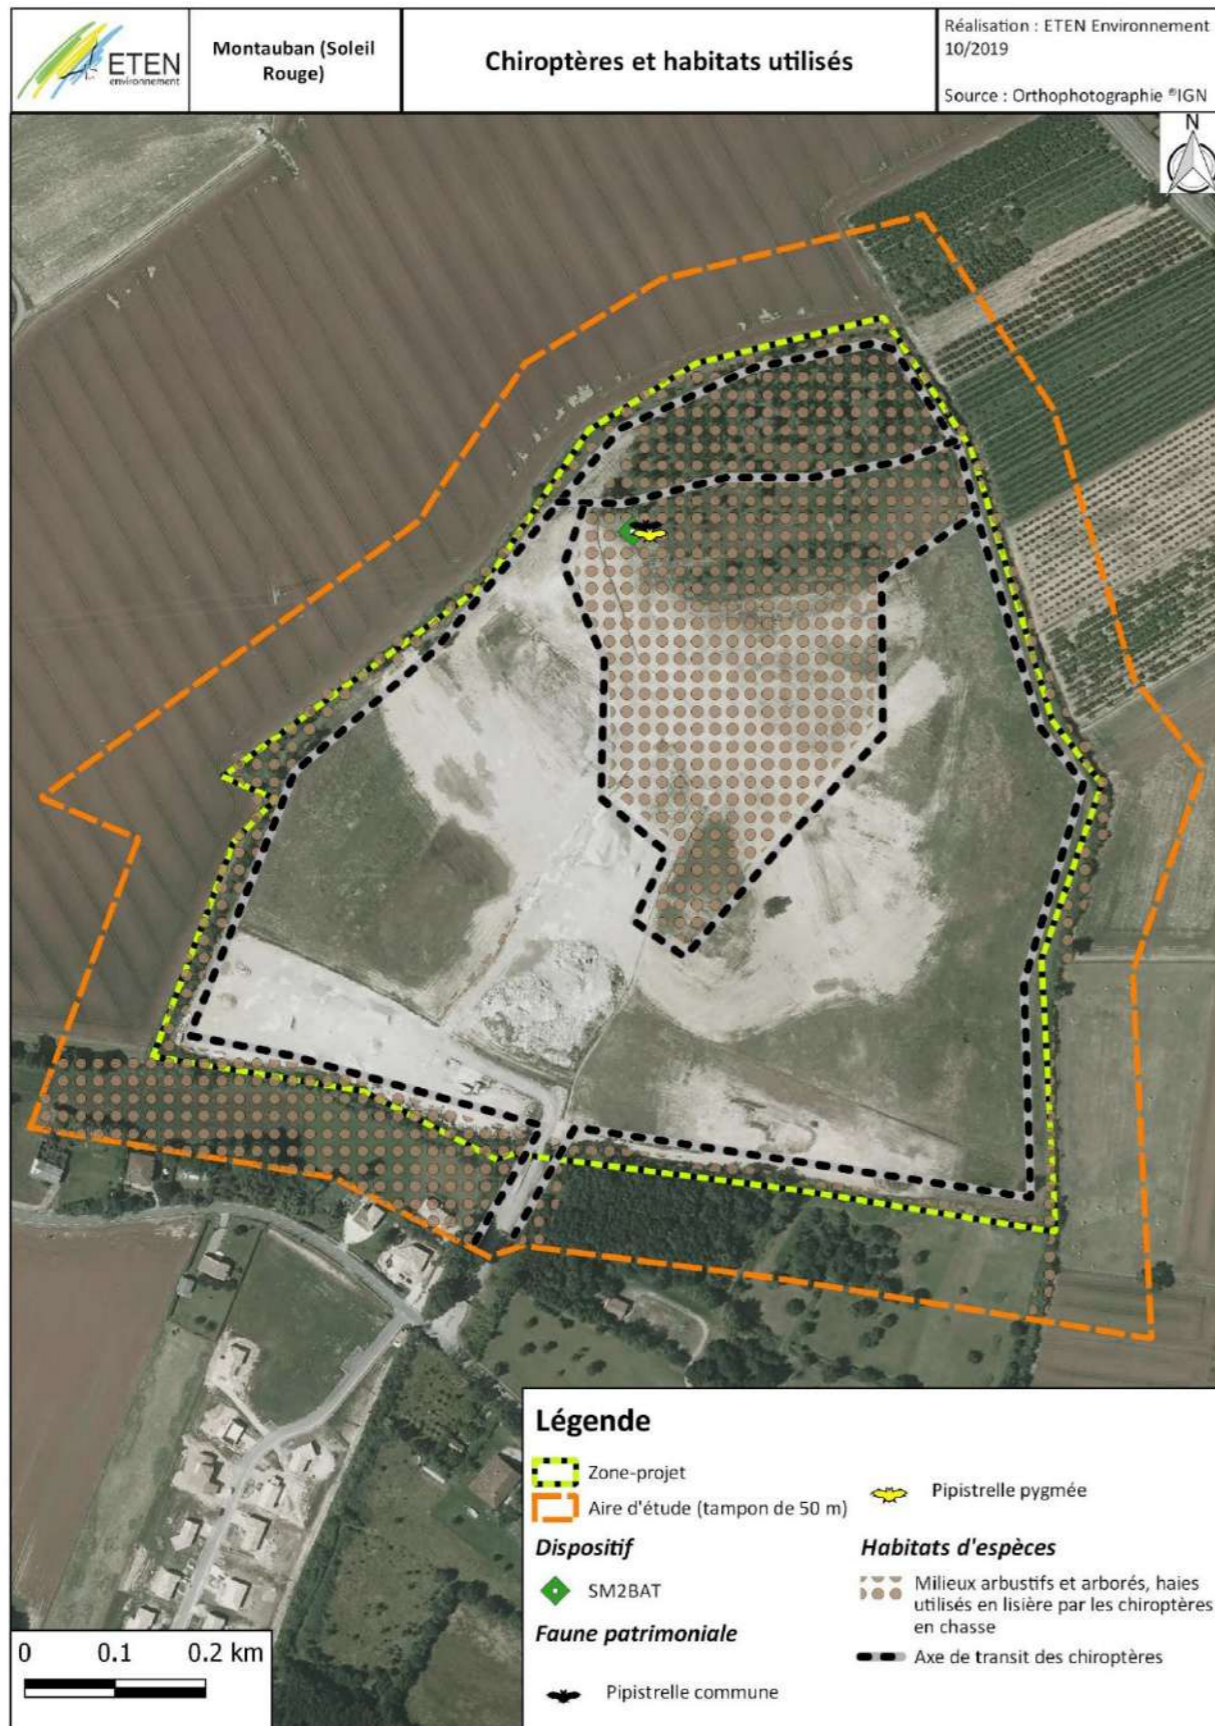 ETEN
environnement
Montauban (Soleil
Rouge)
Chiroptères et habitats utilisés
Réalisation : ETEN Environnement
10/2019
Source : Orthophotographie ®IGN
N
Légende
Zone-projet
Aire d'étude (tampon de 50 m)
Dispositif
SM2BAT
Faune patrimoniale
Pipistrelle commune
Pipistrelle pygmée
Habitats d'espèces
Milieux arbustifs et arborés, haies
utilisés en lisière par les chiroptères
en chasse
Axe de transit des chiroptères
0 0.1 0.2 km